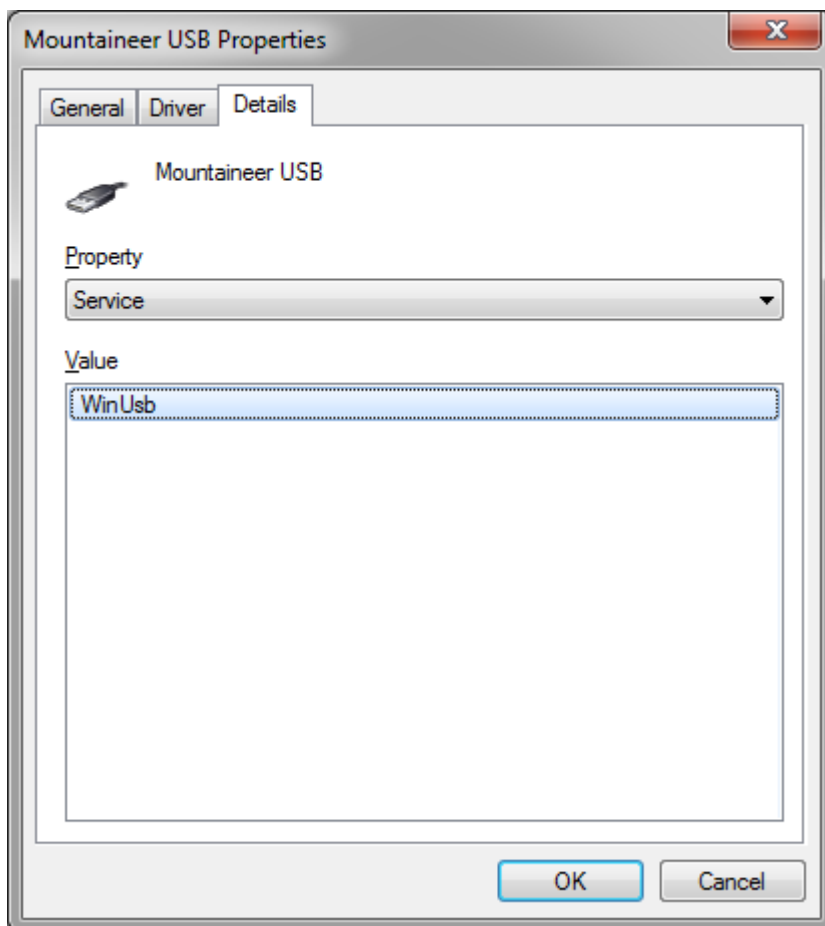 Mountaineer USB Properties
General Driver Details
Mountaineer USB
Property
Service
Value
WinUsb
OK Cancel